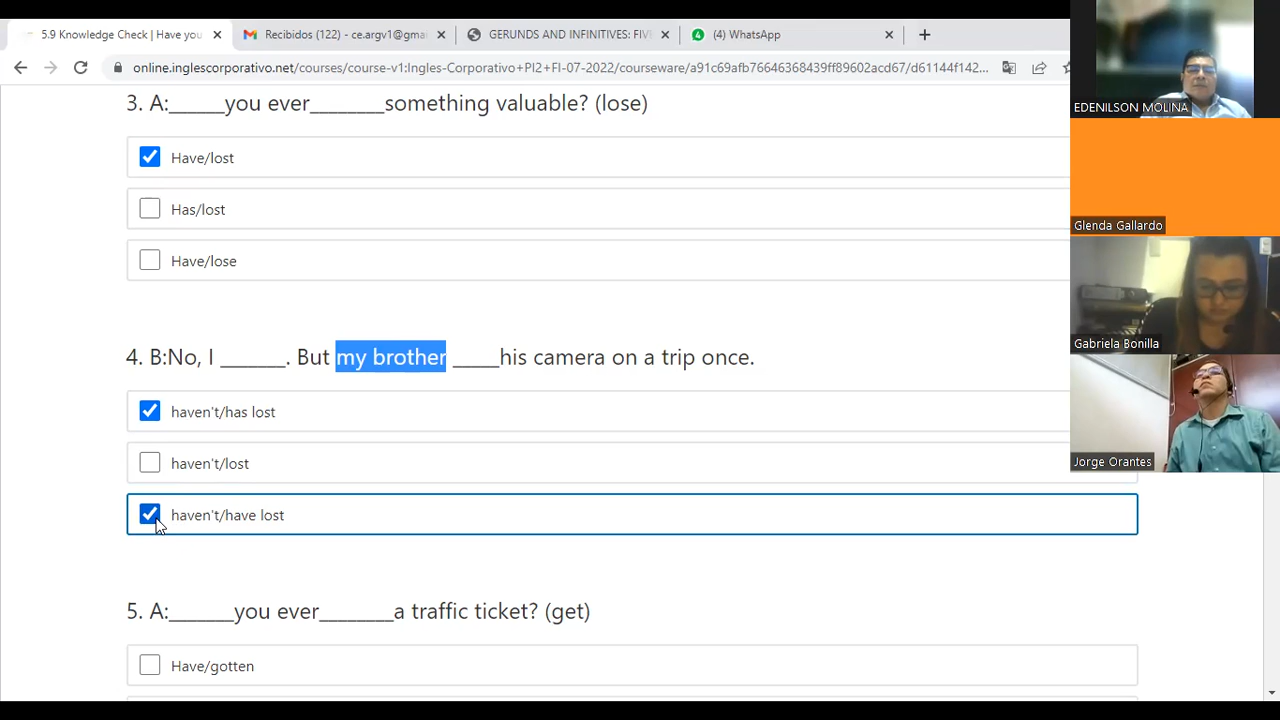 5.9 Knowledge Check | Have you
Recibidos (122) - ce.argv1@gmai
GERUNDS AND INFINITIVES: FIV
(4) WhatsApp
online.inglescorporativo.net/courses/course-v1:Ingles-Corporativo+PI2+FI-07-2022/courseware/a91c69afb76646368439ff89602acd67/d61144f142...
3. A:______you ever________something valuable? (lose)
Have/lost
Has/lost
Have/lose
4. B:No, I _______. But my brother _____his camera on a trip once.
haven't/has lost
haven't/lost
haven't/have lost
5. A:_______you ever________a traffic ticket? (get)
Have/gotten
EDENILSON MOLINA
Glenda Gallardo
Gabriela Bonilla
Jorge Orantes